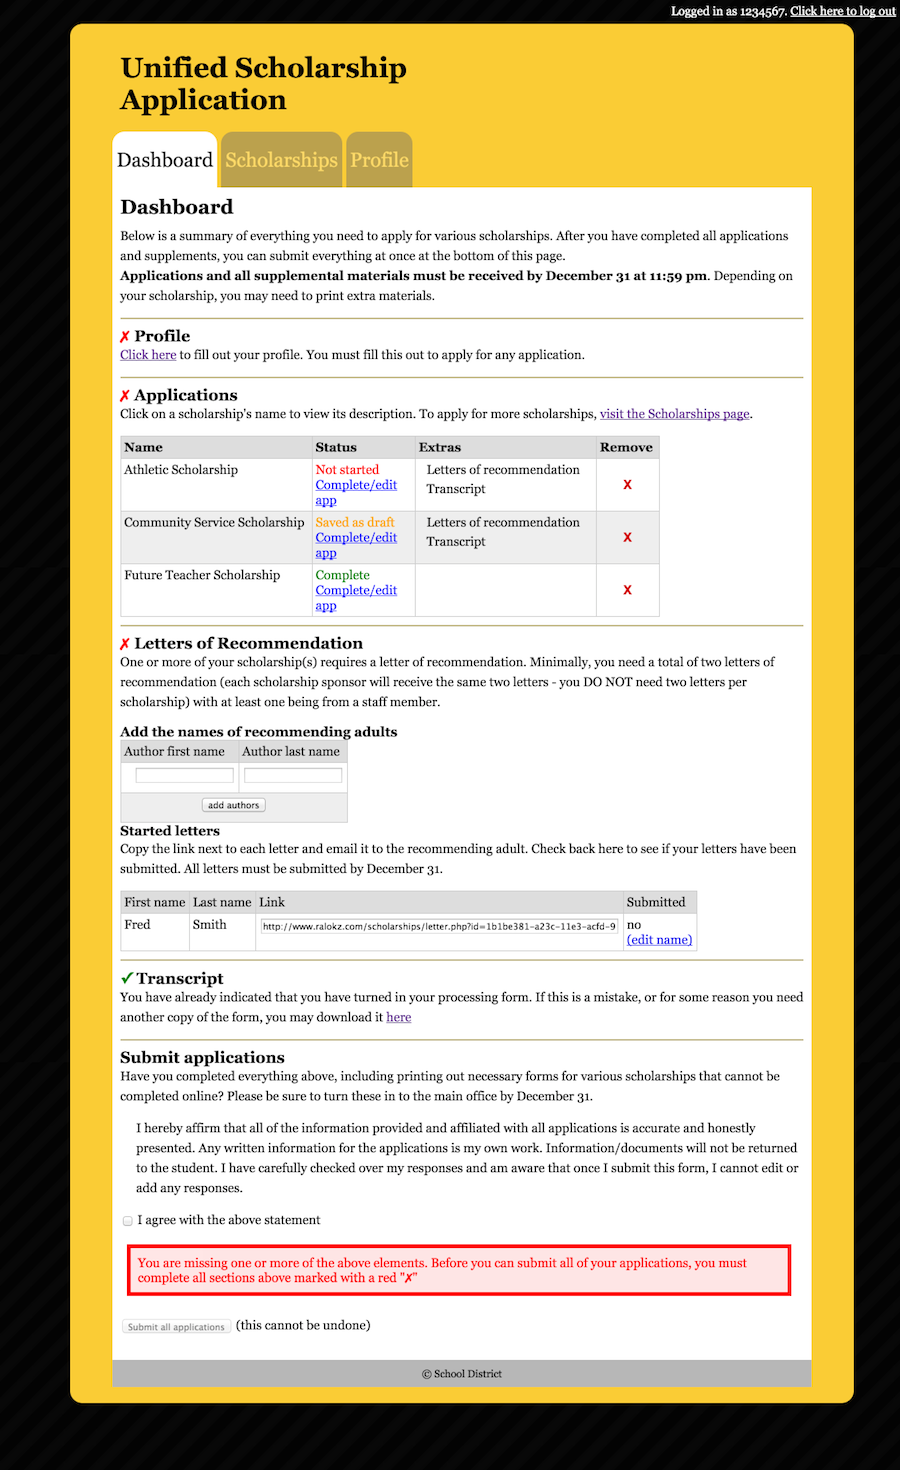 Logged in as 1234567. Click here to log out
Unified Scholarship
Application
Dashboard Scholarships Profile
Dashboard
Below is a summary of everything you need to apply for various scholarships. After you have completed all applications
and supplements, you can submit everything at once at the bottom of this page.
Applications and all supplemental materials must be received by December 31 at 11:59 pm. Depending on
your scholarship, you may need to print extra materials.
✗ Profile
Click here to fill out your profile. You must fill this out to apply for any application.
✗ Applications
Click on a scholarship's name to view its description. To apply for more scholarships, visit the Scholarships page.
Name Status Extras Remove
Athletic Scholarship Not started Letters of recommendation
Complete/edit Transcript X
app
Community Service Scholarship Saved as draft Letters of recommendation
Complete/edit Transcript X
app
Future Teacher Scholarship Complete
Complete/edit X
app
✗ Letters of Recommendation
One or more of your scholarship(s) requires a letter of recommendation. Minimally, you need a total of two letters of
recommendation (each scholarship sponsor will receive the same two letters - you DO NOT need two letters per
scholarship) with at least one being from a staff member.
Add the names of recommending adults
Author first name Author last name
add authors
Started letters
Copy the link next to each letter and email it to the recommending adult. Check back here to see if your letters have been
submitted. All letters must be submitted by December 31.
First name Last name Link Submitted
Fred Smith http://www.ralokz.com/scholarships/letter.php?id=1b1be381-a23c-11e3-acfd-9 no
(edit name)
✓ Transcript
You have already indicated that you have turned in your processing form. If this is a mistake, or for some reason you need
another copy of the form, you may download it here
Submit applications
Have you completed everything above, including printing out necessary forms for various scholarships that cannot be
completed online? Please be sure to turn these in to the main office by December 31.
I hereby affirm that all of the information provided and affiliated with all applications is accurate and honestly
presented. Any written information for the applications is my own work. Information/documents will not be returned
to the student. I have carefully checked over my responses and am aware that once I submit this form, I cannot edit or
add any responses.
I agree with the above statement
You are missing one or more of the above elements. Before you can submit all of your applications, you must
complete all sections above marked with a red "✗"
Submit all applications (this cannot be undone)
© School District